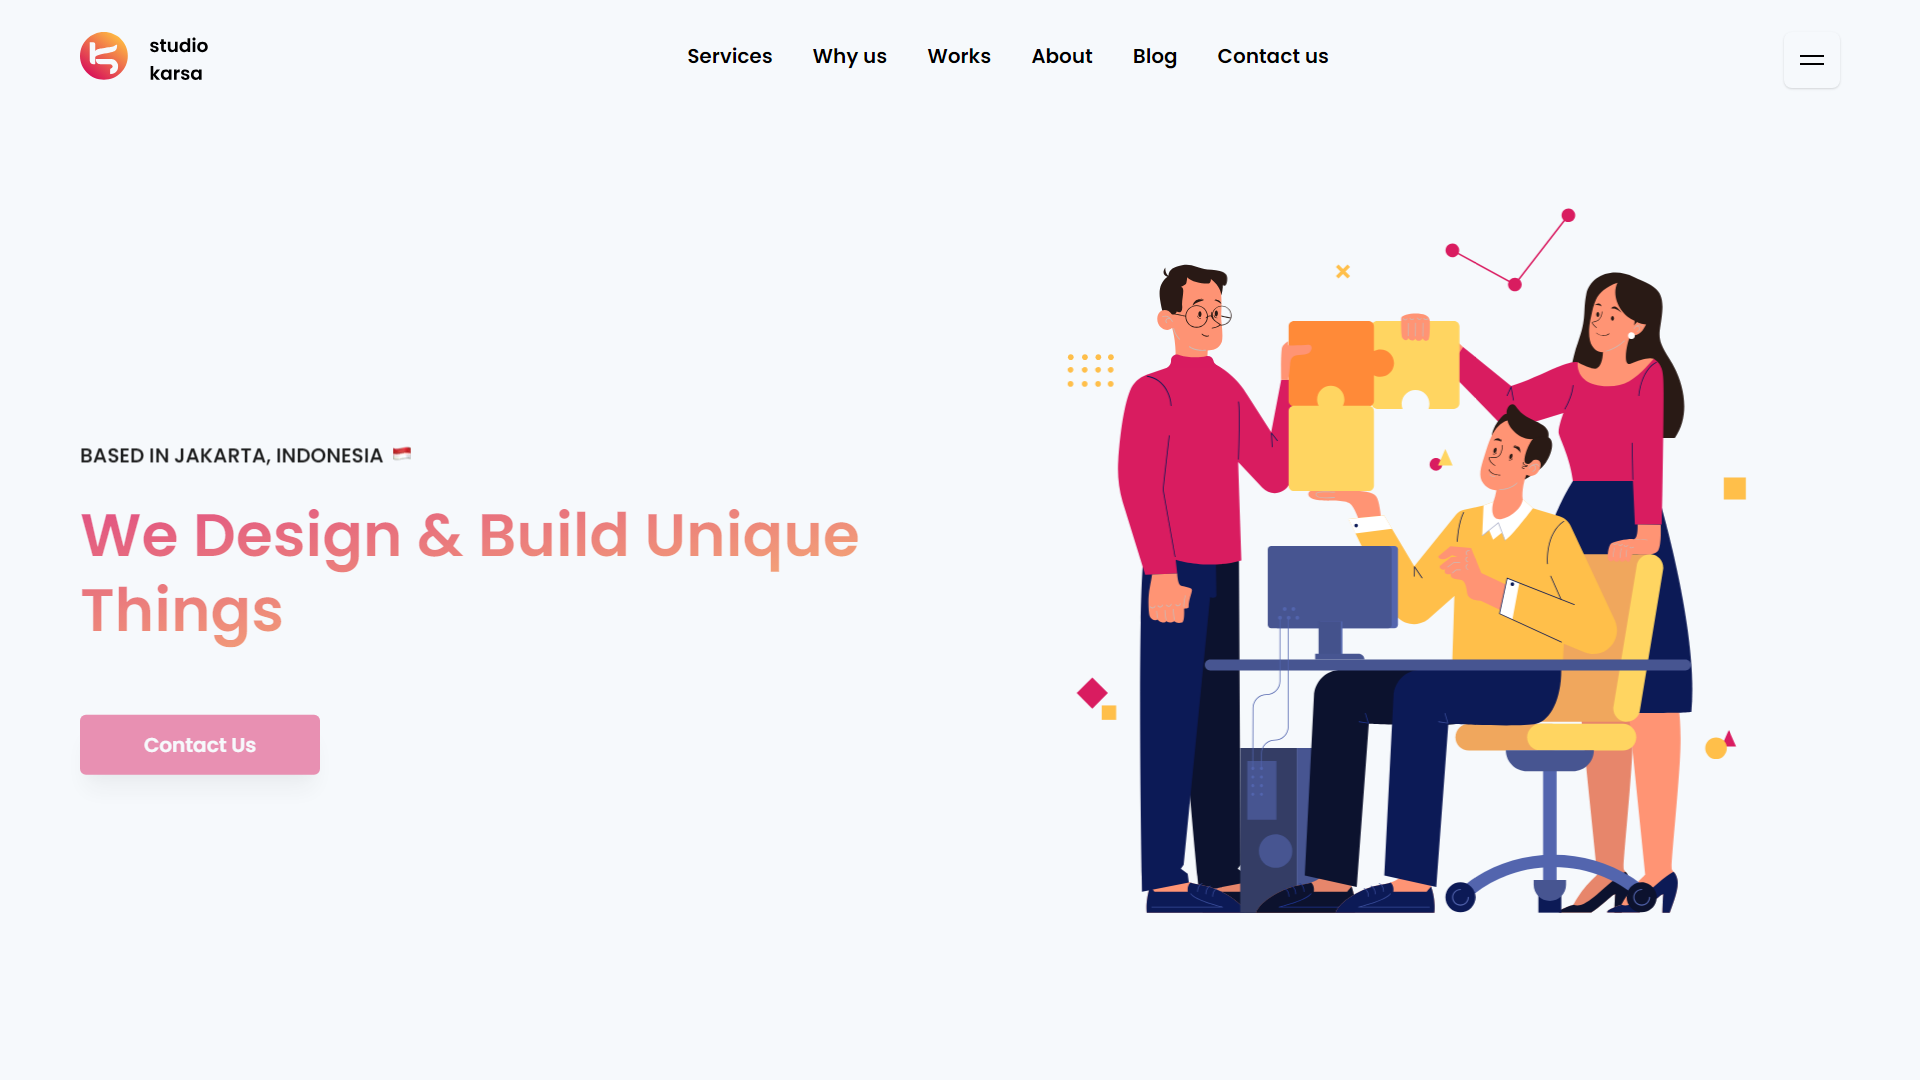 studio
karsa
Services Why us Works About Blog Contact us
BASED IN JAKARTA, INDONESIA 🇮🇩
We Design & Build Unique
Things
Contact Us